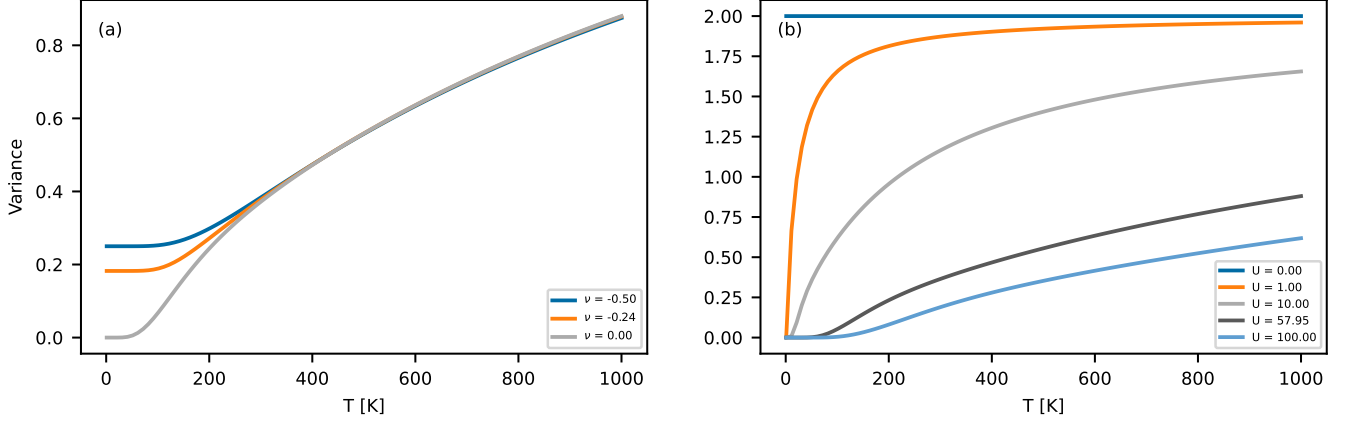 (a)
Variance
0.8
0.6
0.4
0.2
0.0
ν = -0.50
ν = -0.24
ν = 0.00
0 200 400 600 800 1000
T [K]
(b)
2.00
1.75
1.50
1.25
1.00
0.75
0.50
0.25
0.00
U = 0.00
U = 1.00
U = 10.00
U = 57.95
U = 100.00
0 200 400 600 800 1000
T [K]